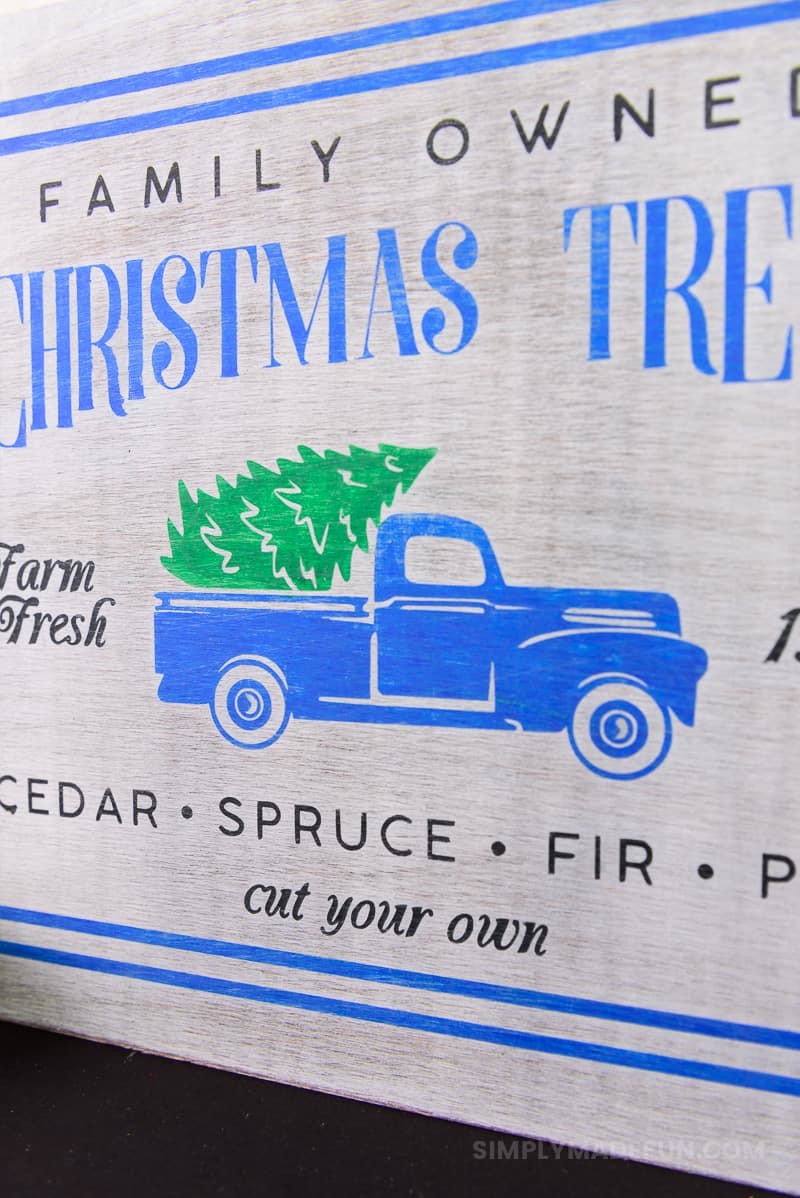 FAMILY OWNED
CHRISTMAS TRE
Farm
Fresh
CEDAR • SPRUCE • FIR • P
cut your own
SIMPLYMADEFUN.COM